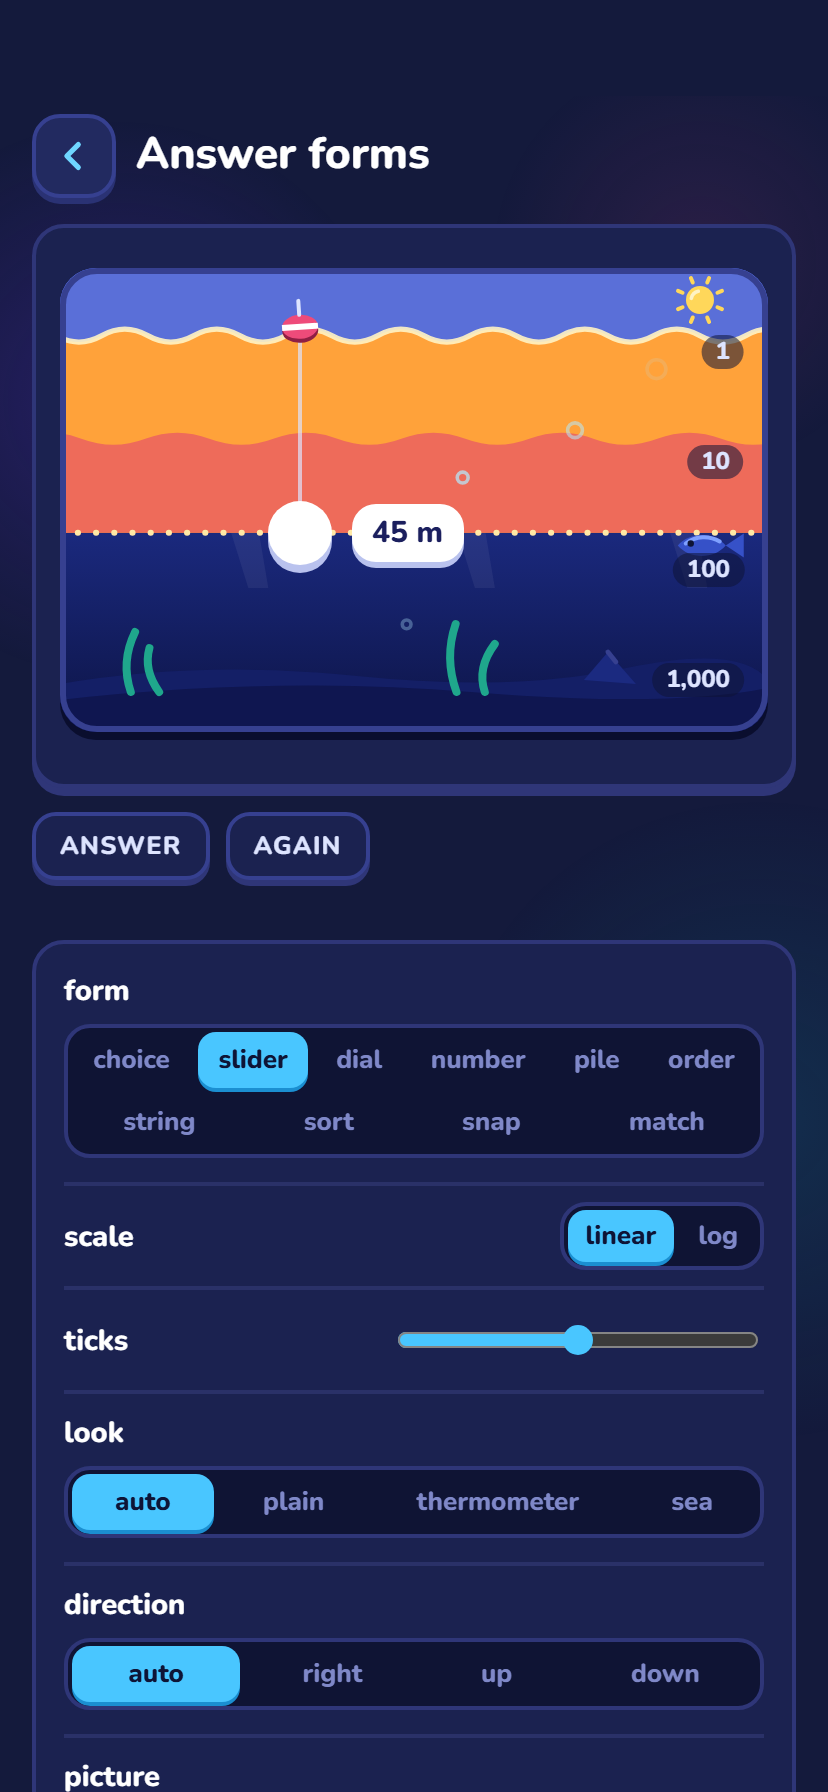 Answer forms
1
10
45 m
100
1,000
ANSWER AGAIN
form
choice slider dial number pile order
string sort snap match
scale linear log
ticks
look
auto plain thermometer sea
direction
auto right up down
picture